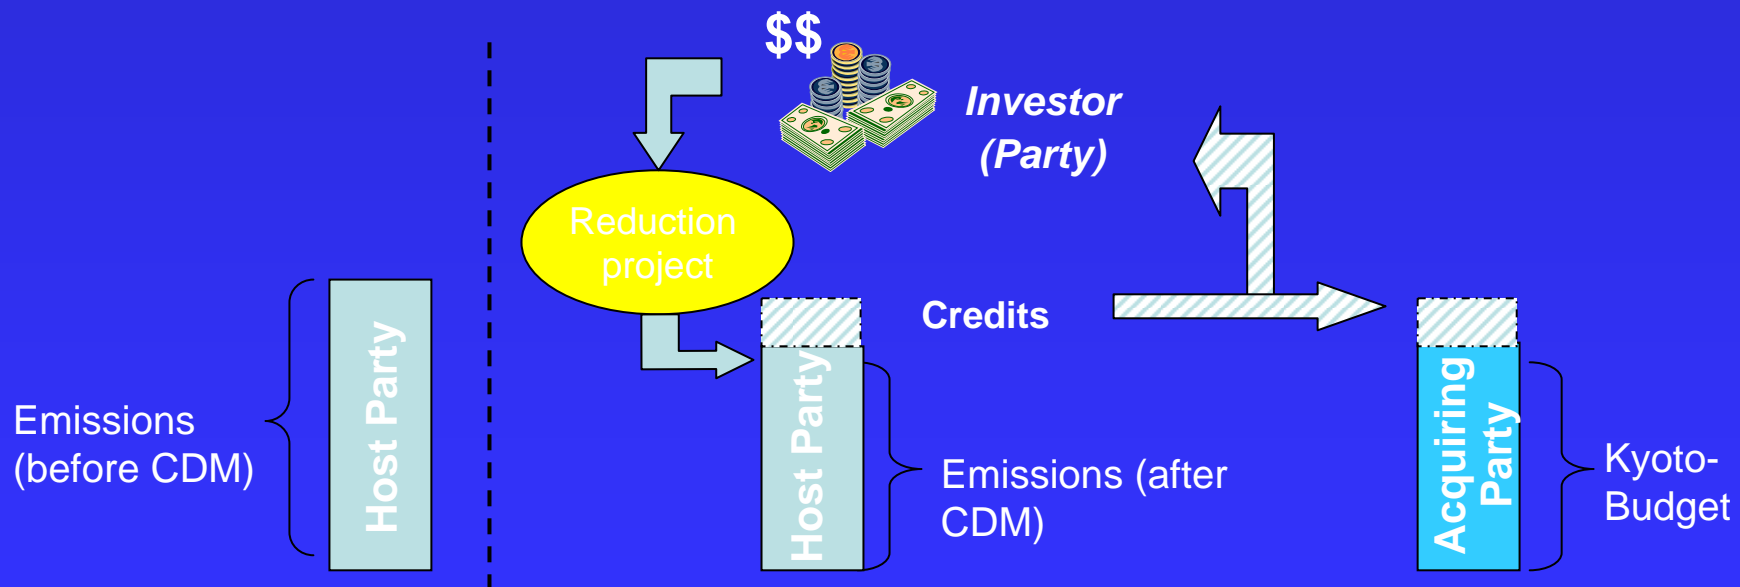 $$
Investor
(Party)
Reduction
project
Credits
Emissions
(before CDM)
Host Party
Host Party
Emissions (after
CDM)
Acquiring
Party
Kyoto-
Budget